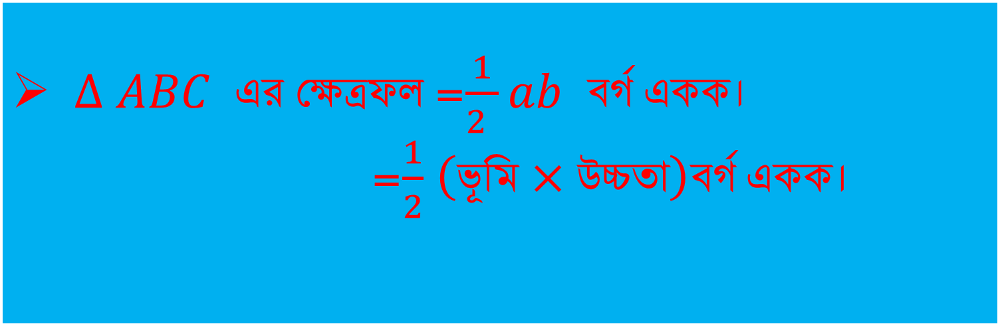 ➢ Δ ABC এর ক্ষেত্রফল =1/2 ab বর্গ একক।
=1/2 (ভূমি × উচ্চতা)বর্গ একক।